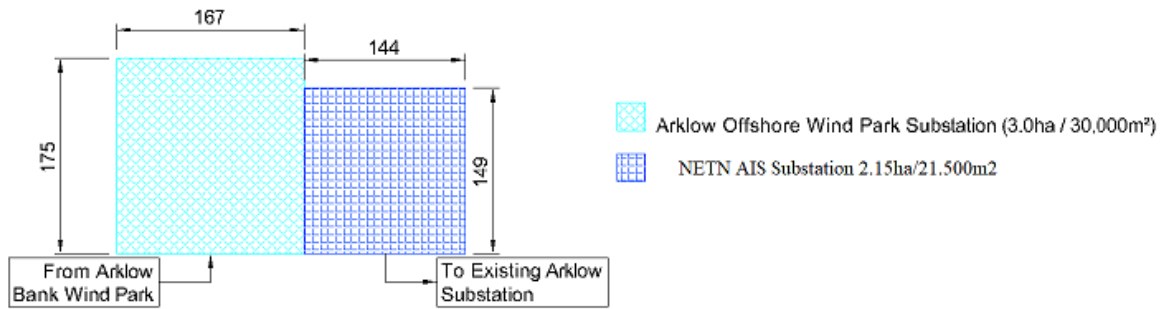 167
144
175
149
Arklow Offshore Wind Park Substation (3.0ha / 30,000m²)
NETN AIS Substation 2.15ha/21.500m2
From Arklow
Bank Wind Park
To Existing Arklow
Substation